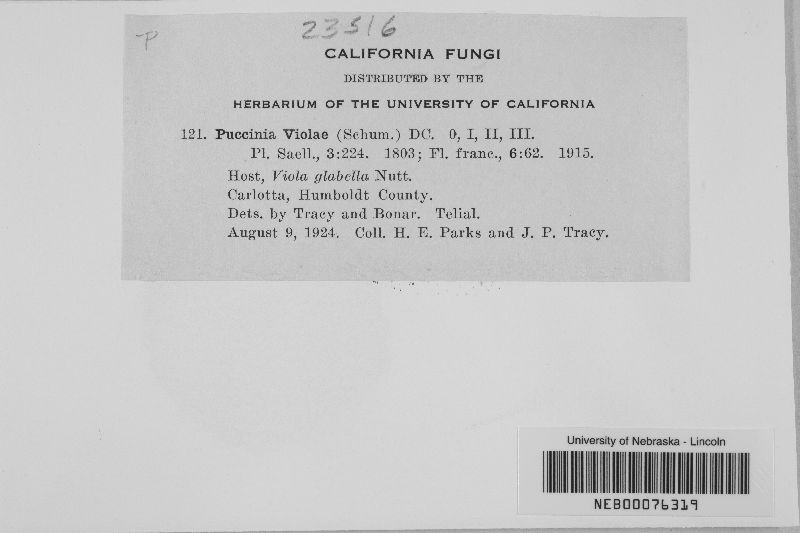 P
23516
CALIFORNIA FUNGI
DISTRIBUTED BY THE
HERBARIUM OF THE UNIVERSITY OF CALIFORNIA
121. Puccinia Violae (Schum.) DC. 0, I, II, III.
Pl. Saell., 3:224. 1803; Fl. franc., 6:62. 1915.
Host, Viola glabella Nutt.
Carlotta, Humboldt County.
Dets. by Tracy and Bonar. Telial.
August 9, 1924. Coll. H. E. Parks and J. P. Tracy.
University of Nebraska - Lincoln
NEB00076319